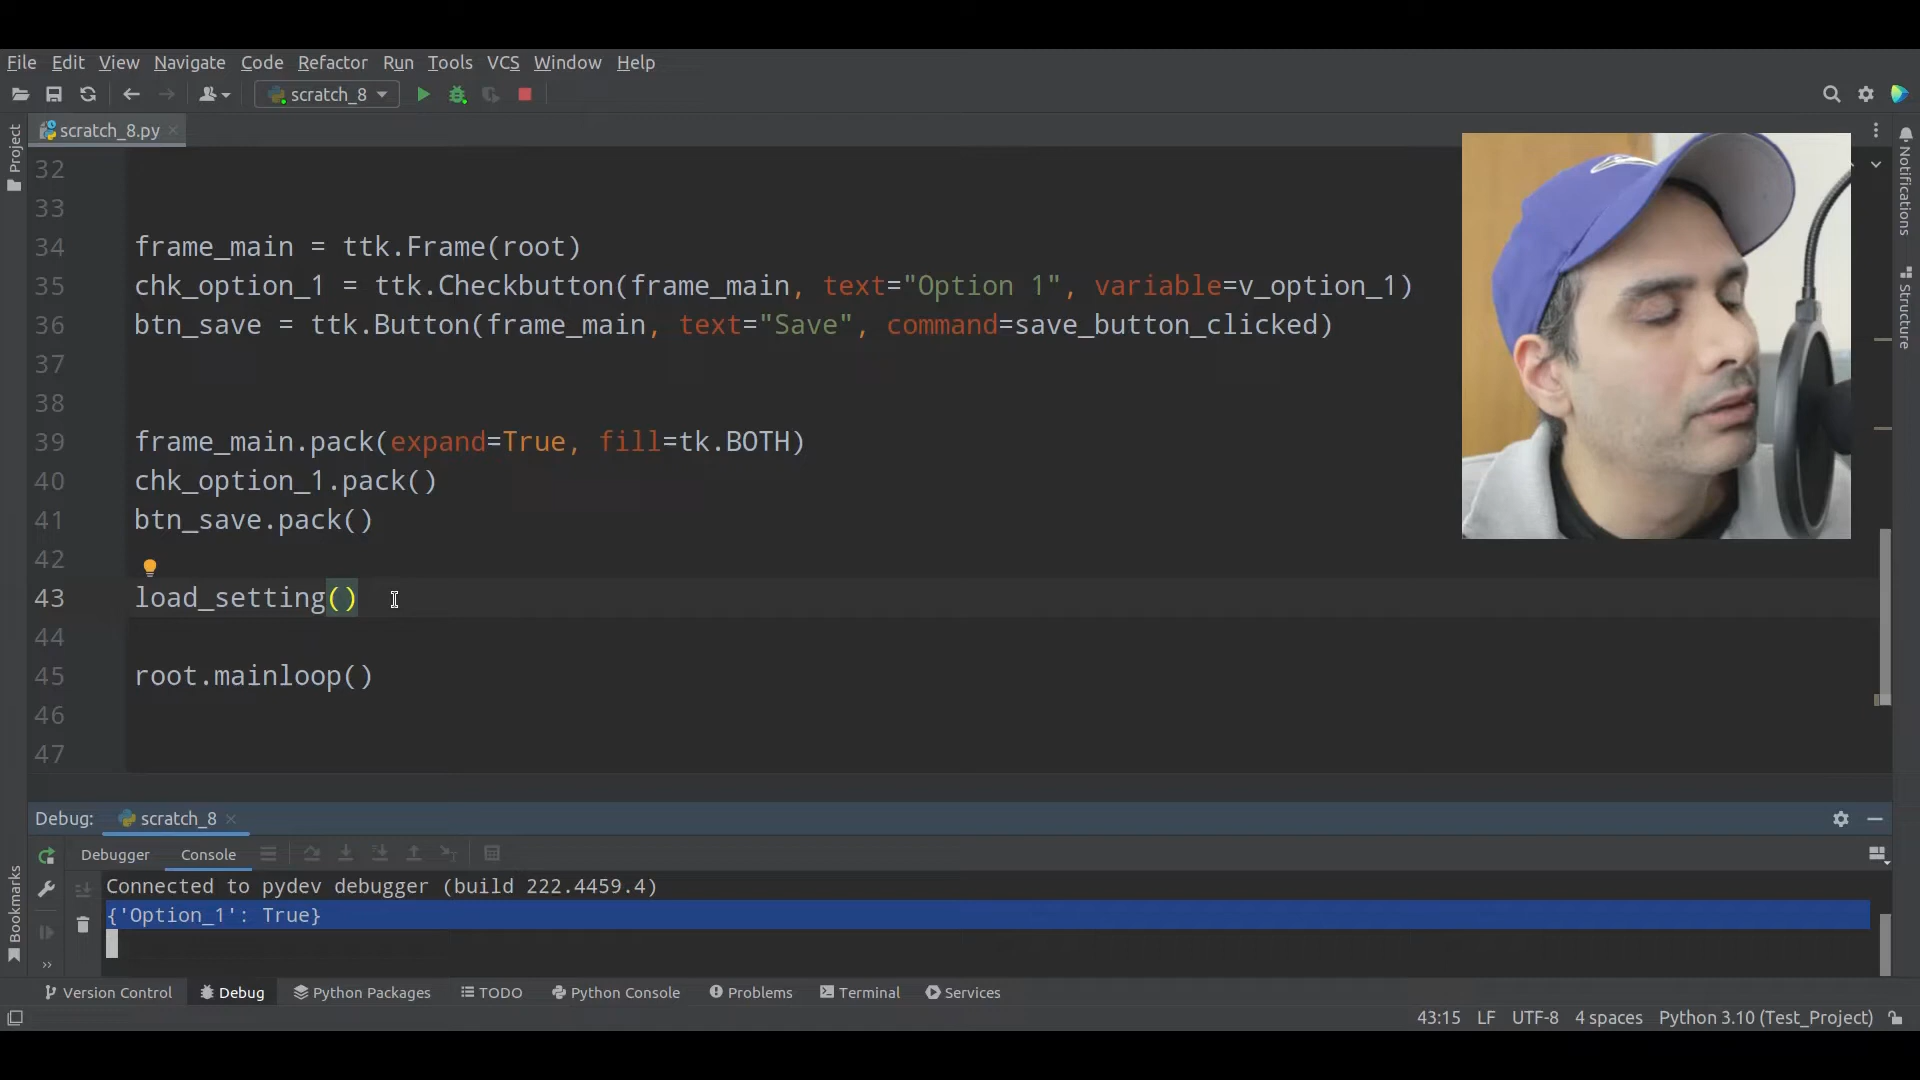 File Edit View Navigate Code Refactor Run Tools VCS Window Help
scratch_8
scratch_8.py
Project
Notifications
Structure
32
33
34 frame_main = ttk.Frame(root)
35 chk_option_1 = ttk.Checkbutton(frame_main, text="Option 1", variable=v_option_1)
36 btn_save = ttk.Button(frame_main, text="Save", command=save_button_clicked)
37
38
39 frame_main.pack(expand=True, fill=tk.BOTH)
40 chk_option_1.pack()
41 btn_save.pack()
42
43 load_setting()
44
45 root.mainloop()
46
47
Debug: scratch_8
Debugger Console
Connected to pydev debugger (build 222.4459.4)
{'Option_1': True}
Bookmarks
Version Control Debug Python Packages TODO Python Console Problems Terminal Services
43:15 LF UTF-8 4 spaces Python 3.10 (Test_Project)